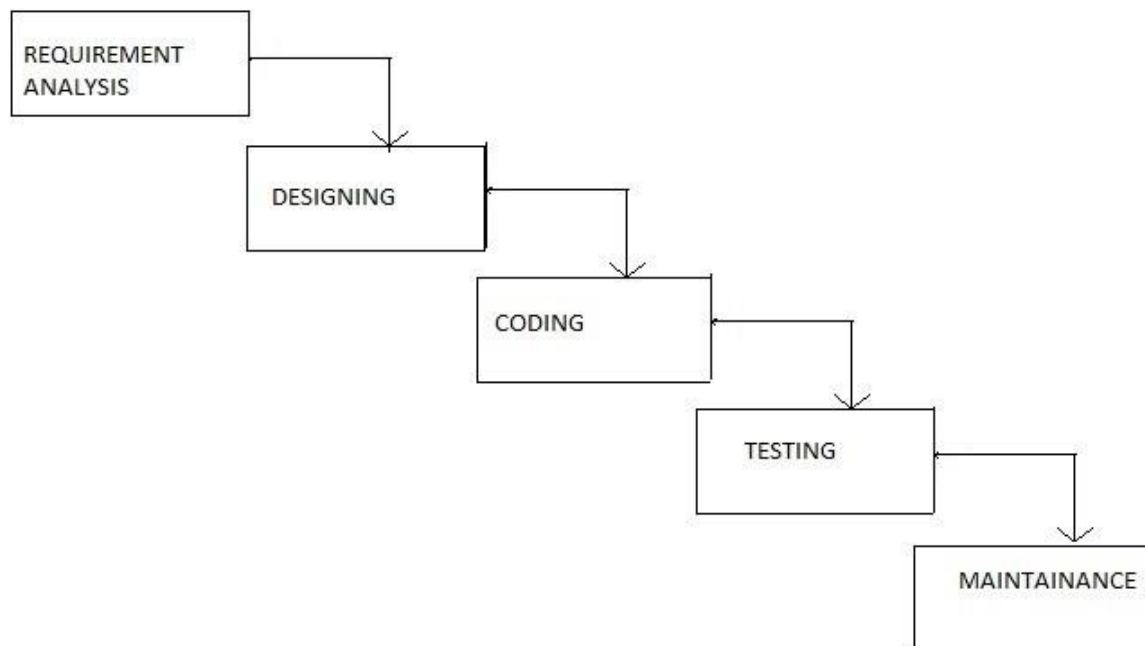 REQUIREMENT
ANALYSIS
DESIGNING
CODING
TESTING
MAINTAINANCE